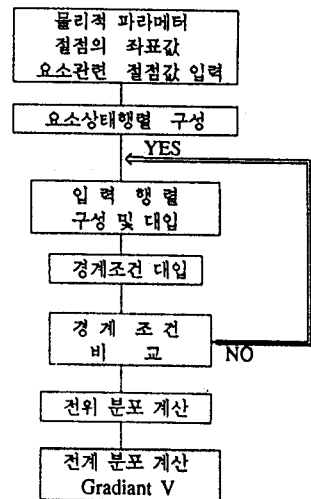 물리적 파라메터
절점의 좌표값
요소관련 절점값 입력
요소상태행렬 구성
YES
입 력 행 렬
구성 및 대입
경계조건 대입
경 계 조 건
비 교
NO
전위 분포 계산
전계 분포 계산
Gradiant V